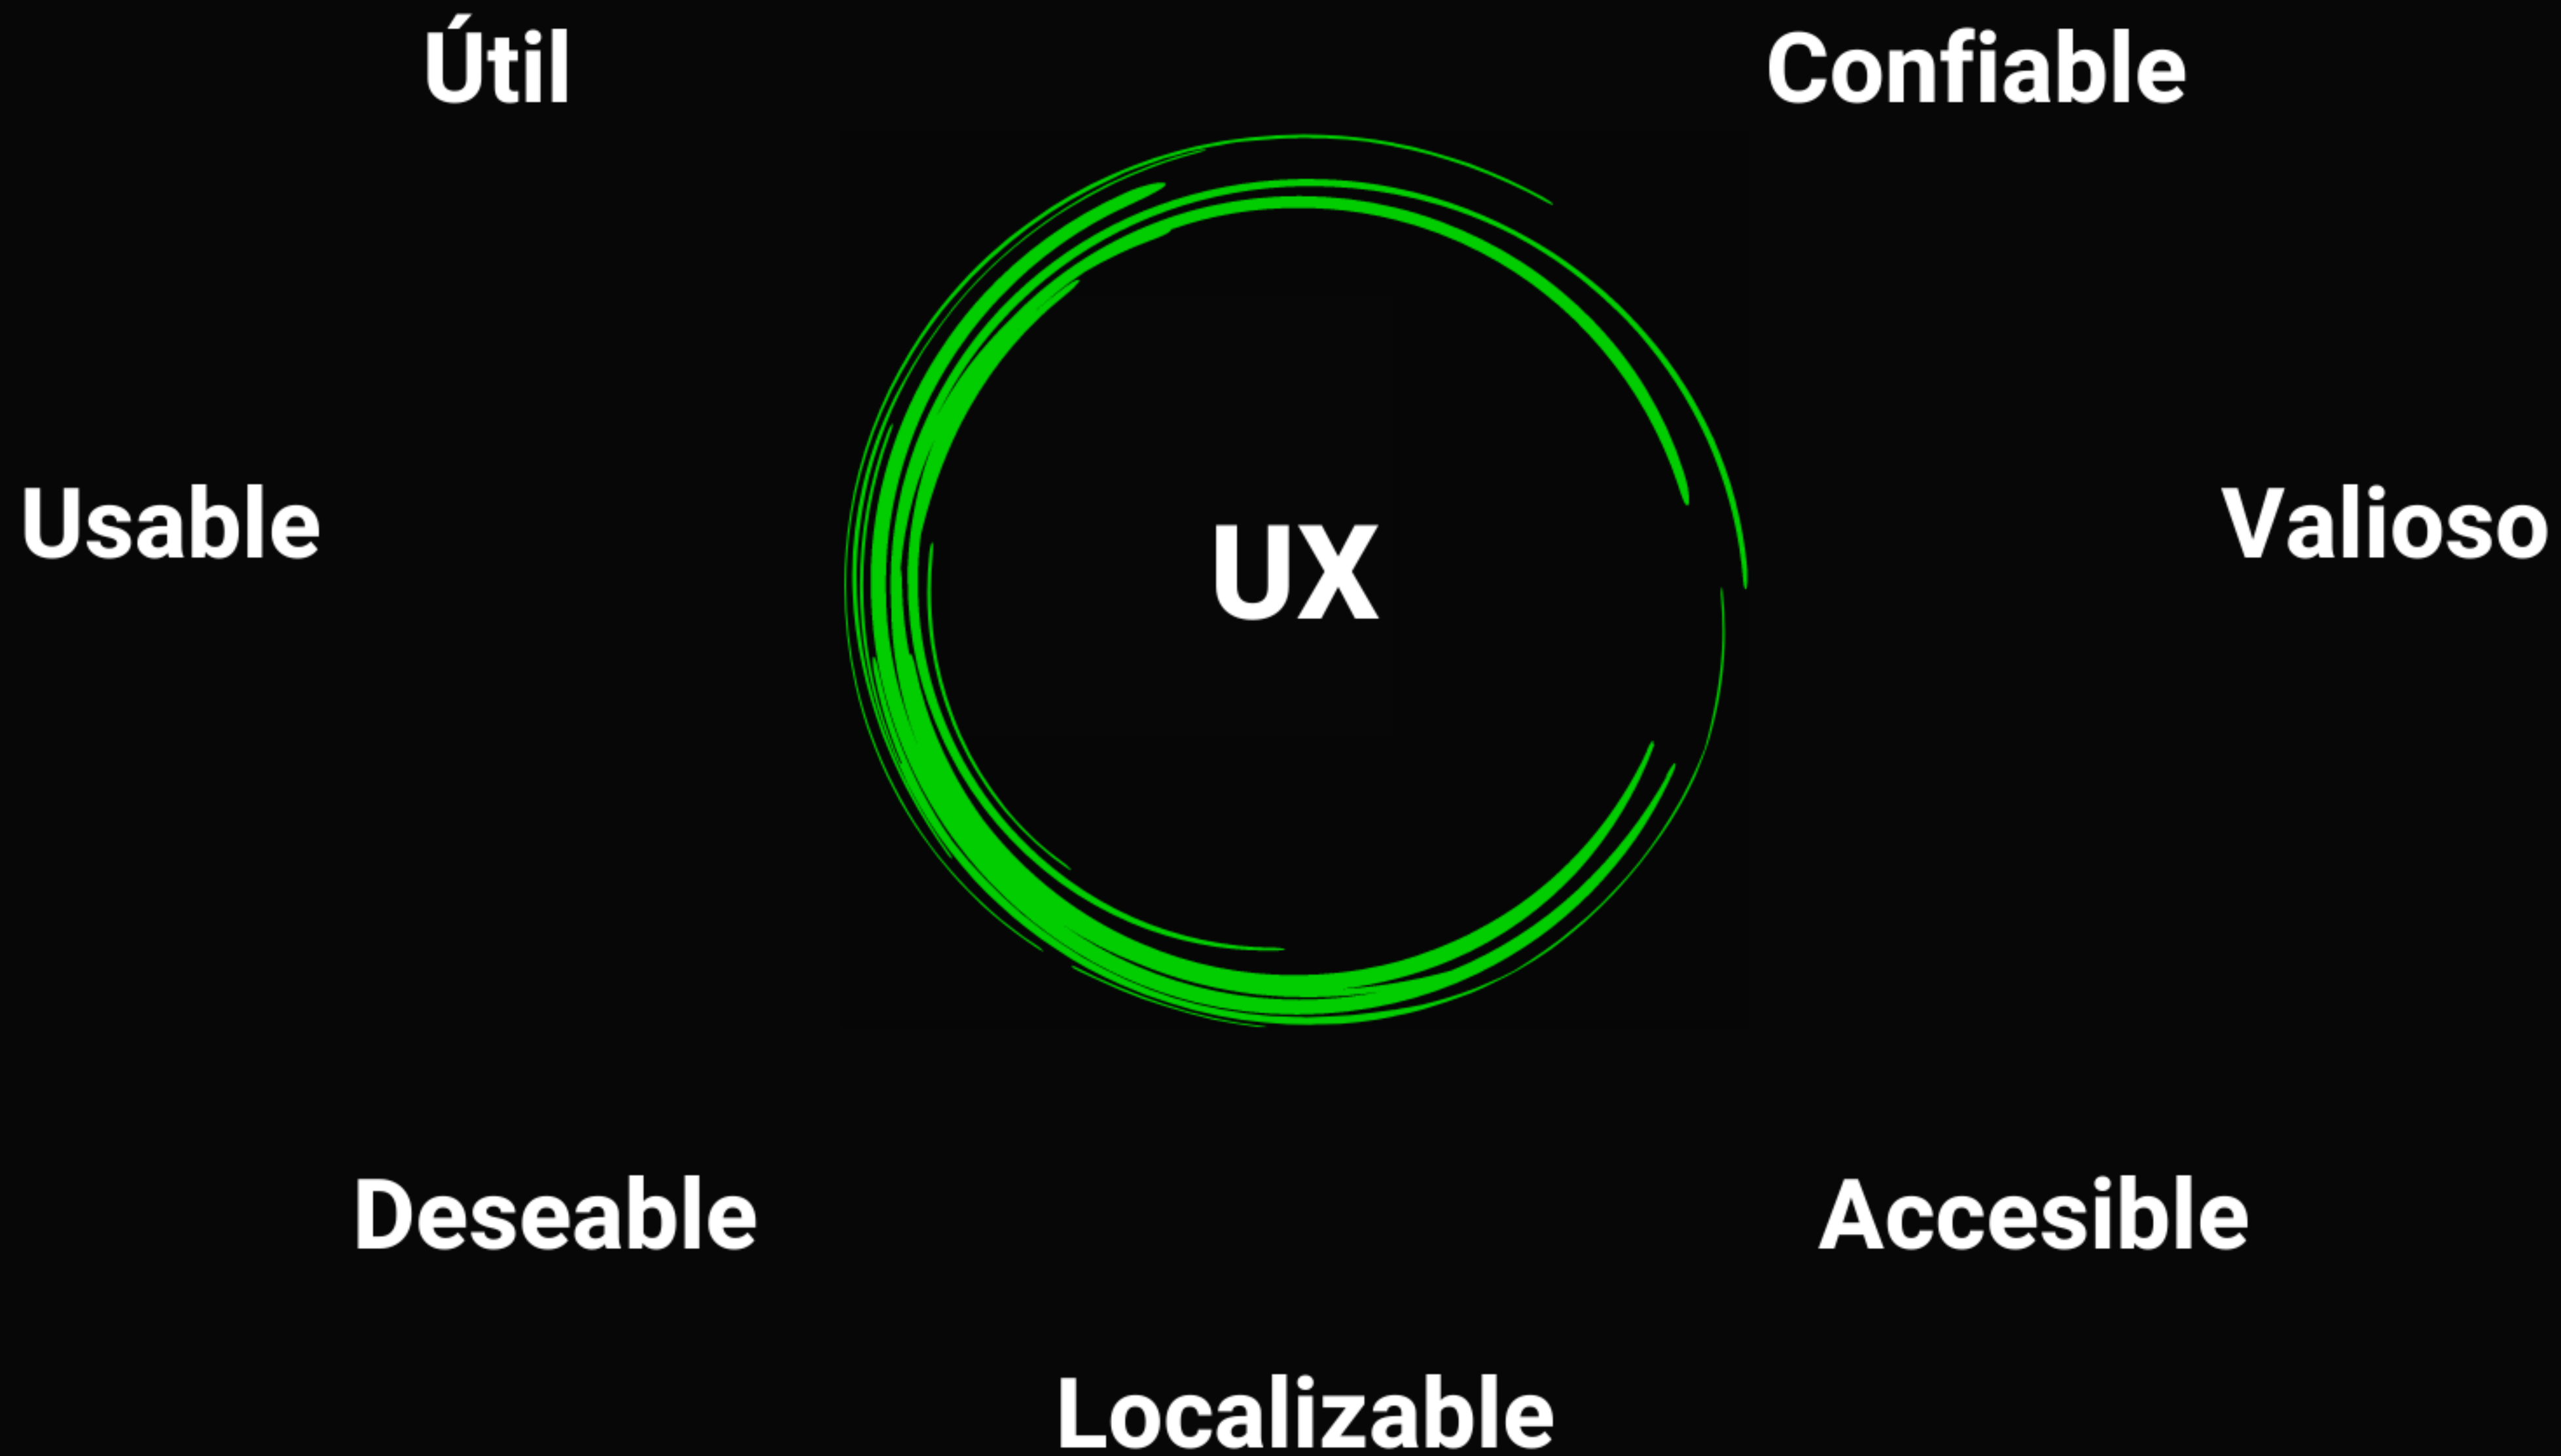 Útil
Confiable
Usable
UX
Valioso
Deseable
Accesible
Localizable